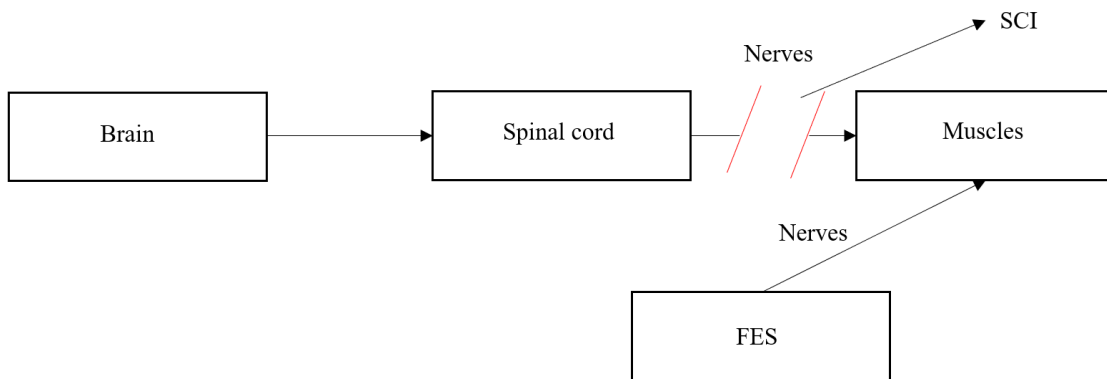 SCI
Nerves
Brain
Spinal cord
Muscles
Nerves
FES